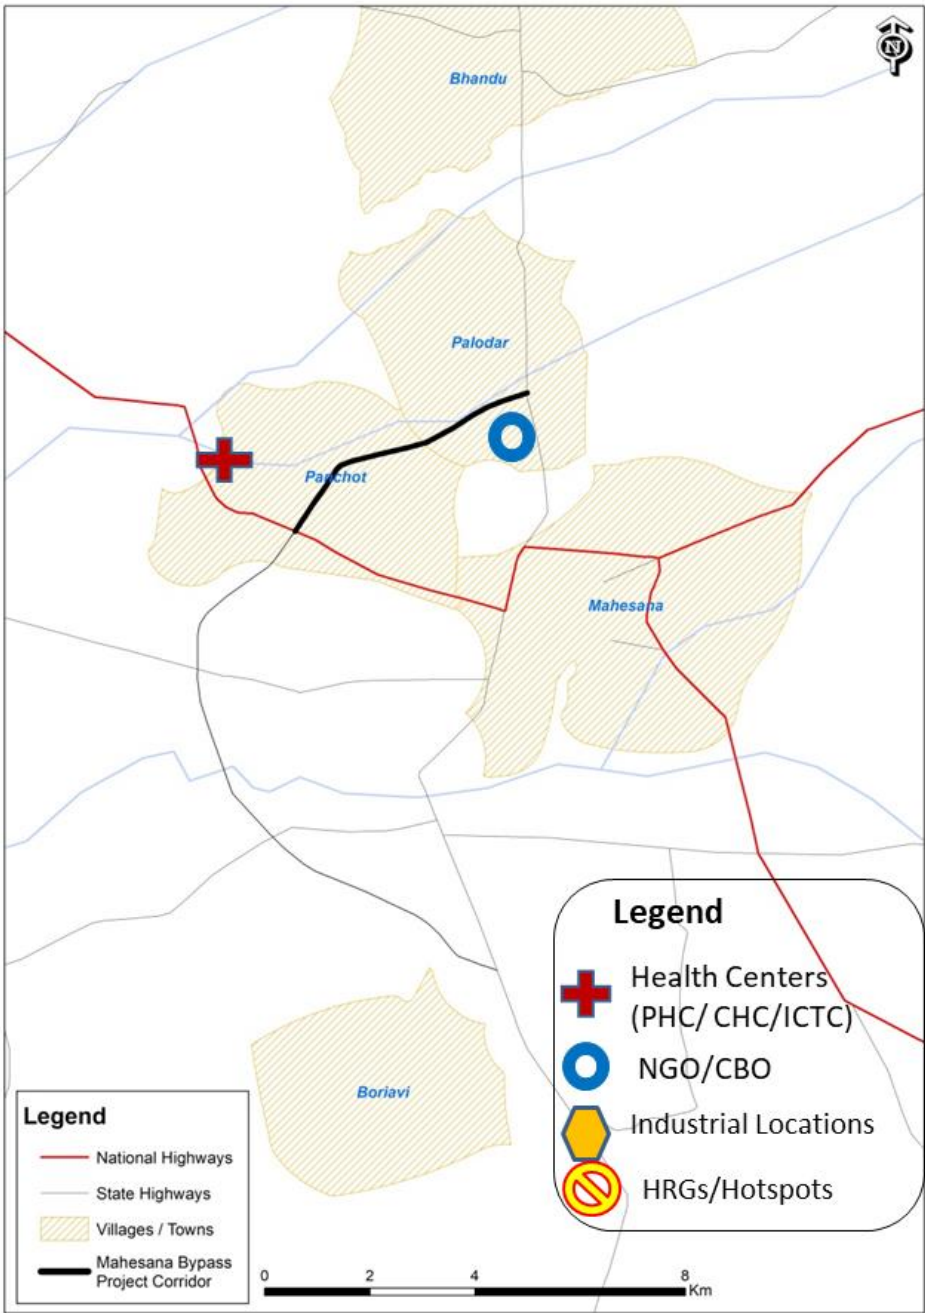 N
Bhandu
Palodar
Panchot
Mahesana
Boriavi
Legend
Health Centers
(PHC/ CHC/ICTC)
NGO/CBO
Industrial Locations
HRGs/Hotspots
Legend
National Highways
State Highways
Villages / Towns
Mahesana Bypass
Project Corridor
0 2 4 8
Km